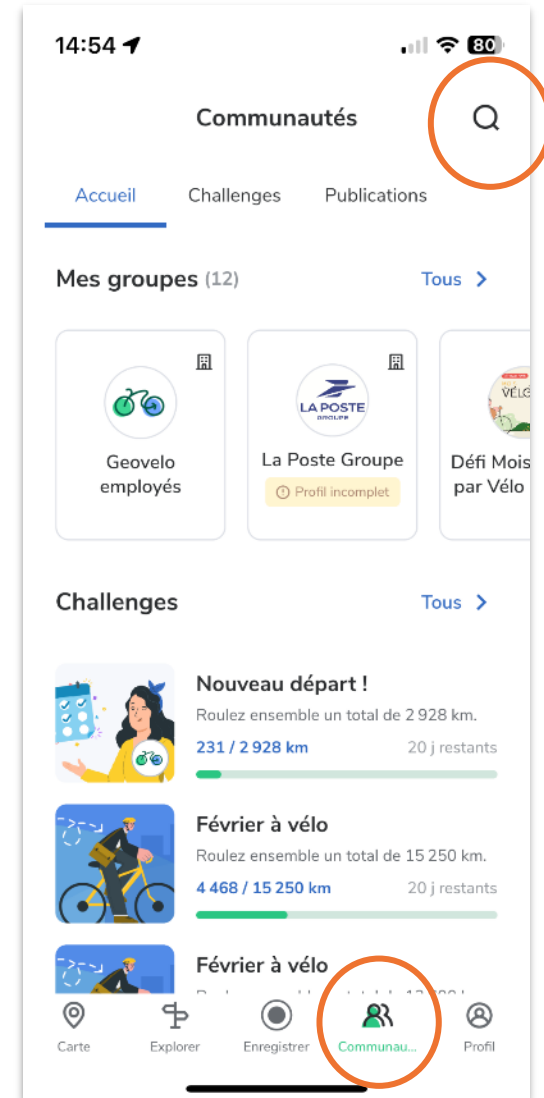 14:54
80
Communautés
Accueil Challenges Publications
Mes groupes (12) Tous
Geovelo
employés
LA POSTE
GROUPE
La Poste Groupe
Profil incomplet
VÉLO
Défi Mois
par Vélo
Challenges Tous
Nouveau départ !
Roulez ensemble un total de 2 928 km.
231 / 2 928 km 20 j restants
Février à vélo
Roulez ensemble un total de 15 250 km.
4 468 / 15 250 km 20 j restants
Février à vélo
Carte Explorer Enregistrer Communau... Profil